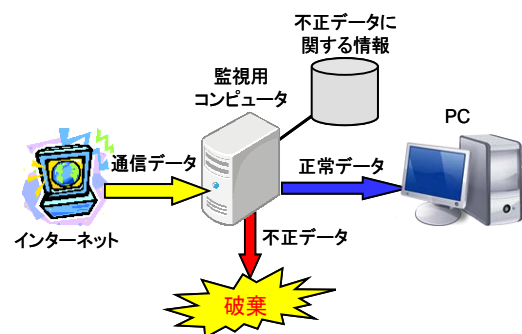 不正データに
関する情報
監視用
コンピュータ
PC
通信データ
正常データ
インターネット
不正データ
破棄